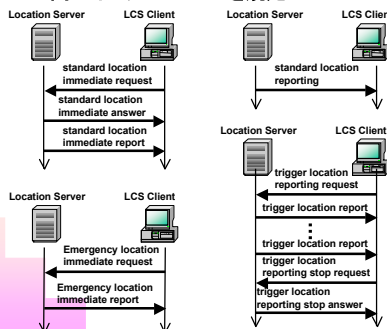 Location Server LCS Client
standard location
immediate request
standard location
immediate answer
standard location
immediate report
Location Server LCS Clien
standard location
reporting
Location Server LCS Client
Emergency location
immediate request
Emergency location
immediate report
Location Server LCS Client
trigger location
reporting request
trigger location report
trigger location report
trigger location
reporting stop request
trigger location
reporting stop answer